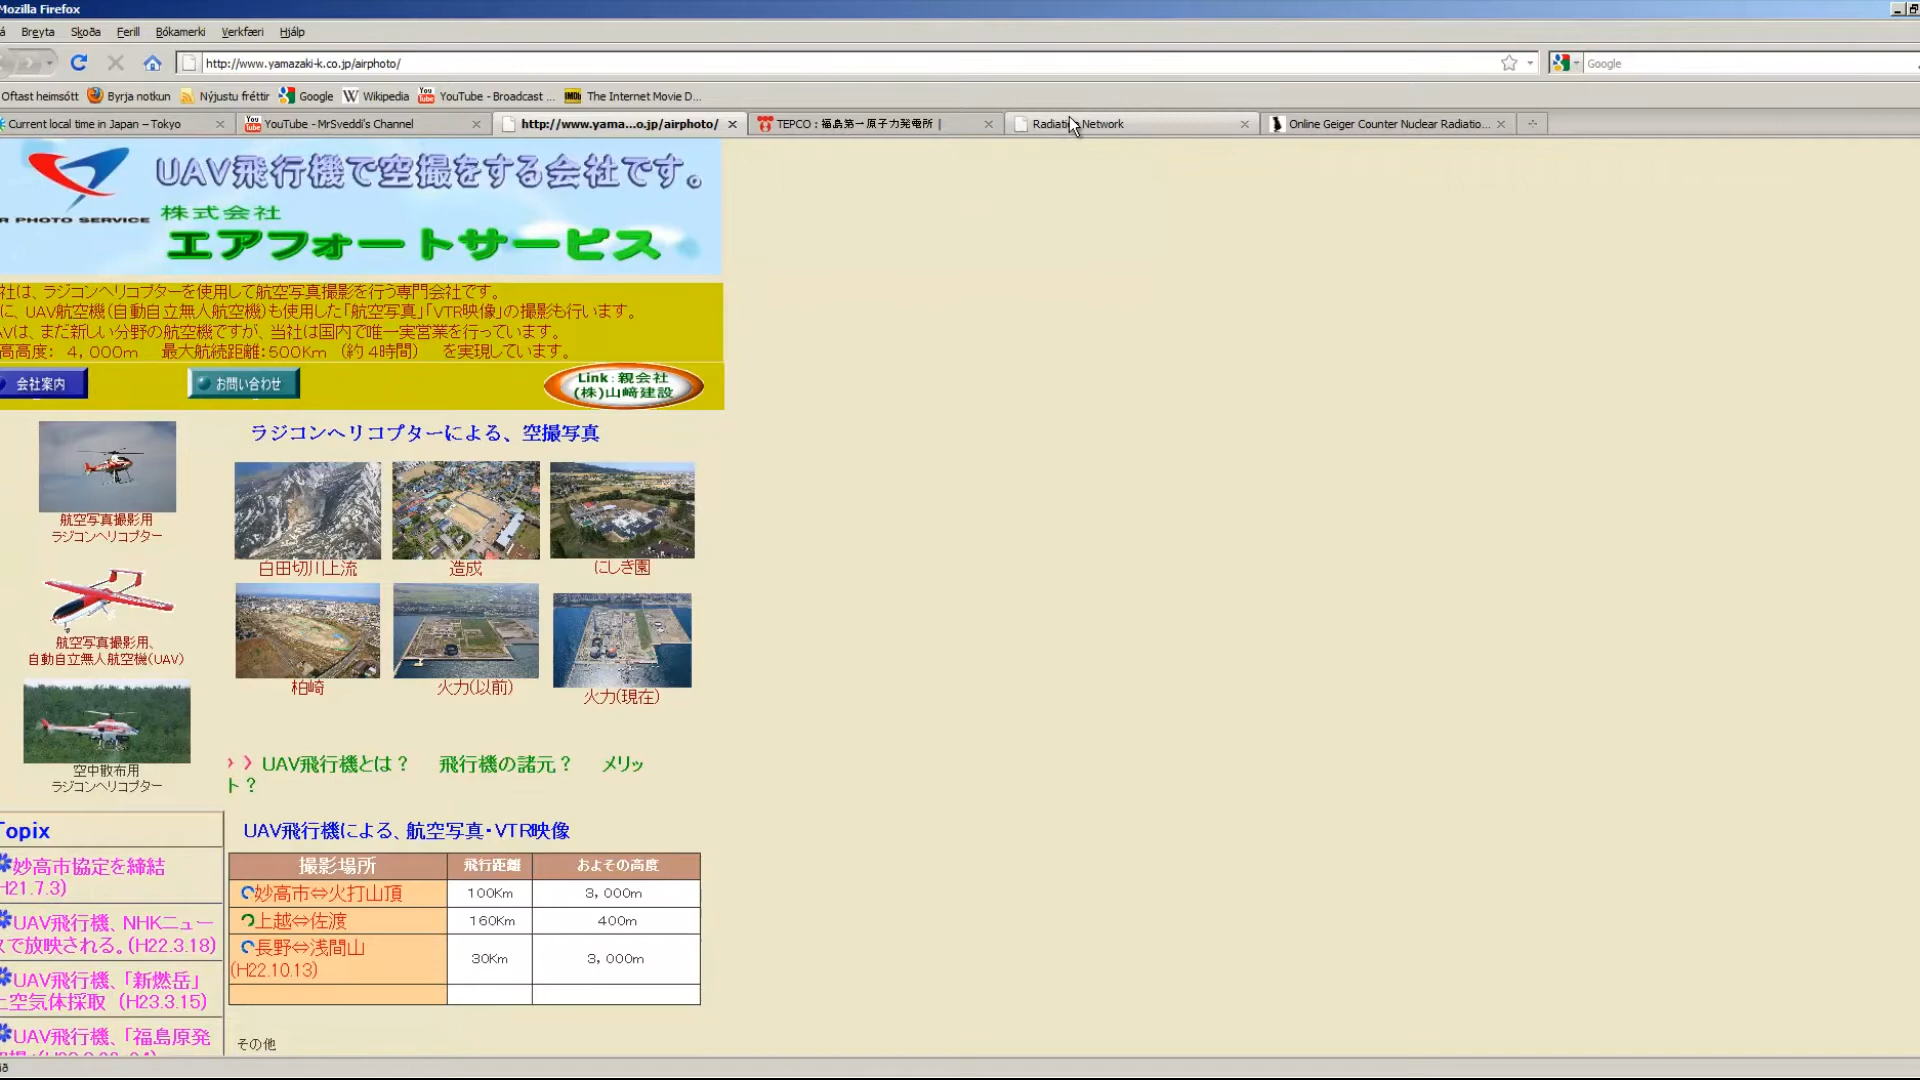 Mozilla Firefox
Breyta Skoða Ferill Bókamerki Verkfæri Hjálp
http://www.yamazaki-k.co.jp/airphoto/
Google
Oftast heimsótt Byrja notkun Nýjustu fréttir Google Wikipedia YouTube - Broadcast ... The Internet Movie D...
Current local time in Japan – Tokyo
YouTube - MrSveddi's Channel
http://www.yama...o.jp/airphoto/
TEPCO : 福島第一原子力発電所 |
Network
Online Geiger Counter Nuclear Radiatio...
UAV飛行機で空撮をする会社です。
PHOTO SERVICE
株式会社
エアフォートサービス
社は、ラジコンヘリコプターを使用して航空写真撮影を行う専門会社です。
に、UAV航空機(自動自立無人航空機)も使用した「航空写真」「VTR映像」の撮影も行います。
AVは、まだ新しい分野の航空機ですが、当社は国内で唯一実営業を行っています。
高高度: 4,000m 最大航続距離:500Km (約4時間) を実現しています。
会社案内
お問い合わせ
Link:親会社
(株)山﨑建設
ラジコンヘリコプターによる、空撮写真
航空写真撮影用
ラジコンヘリコプター
白田切川上流
造成
にしき園
航空写真撮影用、
自動自立無人航空機(UAV)
柏崎
火力(以前)
火力(現在)
空中散布用
ラジコンヘリコプター
UAV飛行機とは? 飛行機の諸元? メリッ
ト?
Topix
妙高市協定を締結
H21.7.3)
UAV飛行機、NHKニュー
スで放映される。(H22.3.18)
UAV飛行機、「新燃岳」
空気体採取 (H23.3.15)
UAV飛行機、「福島原発
UAV飛行機による、航空写真・VTR映像
撮影場所 飛行距離 およその高度
妙高市⇔火打山頂 100Km 3,000m
上越⇔佐渡 160Km 400m
長野⇔浅間山
(H22.10.13) 30Km 3,000m
その他